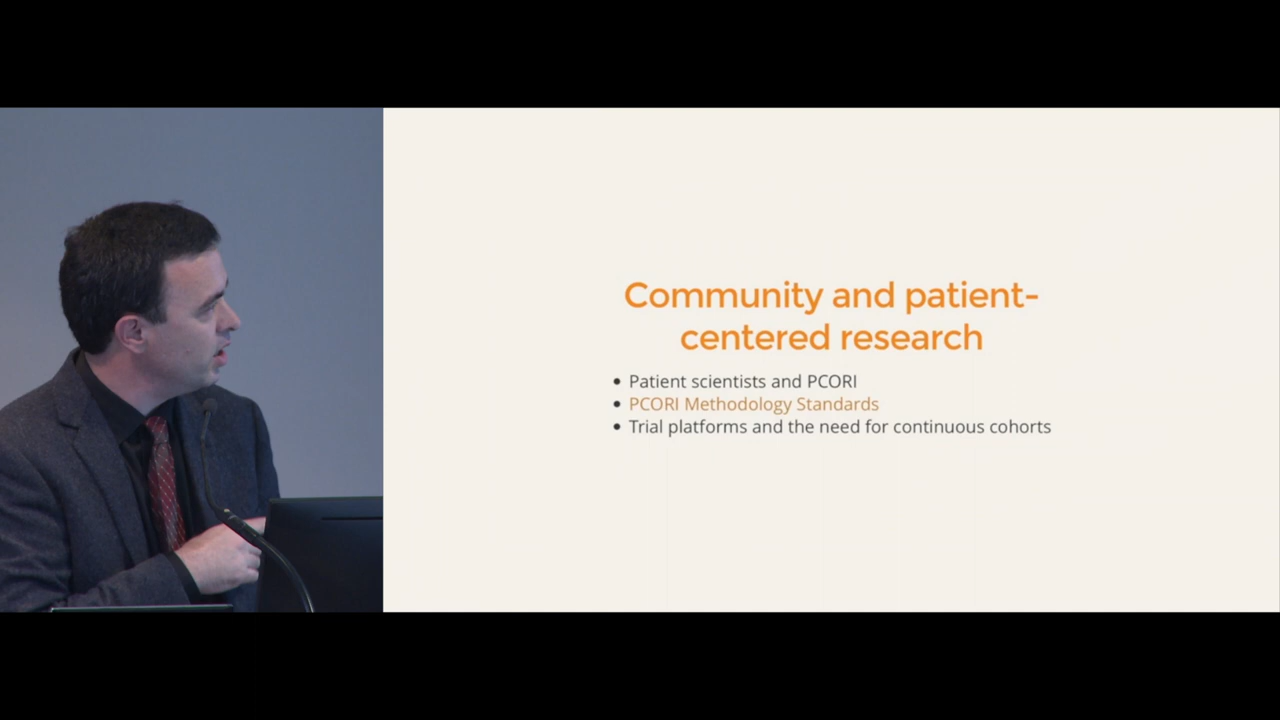 Community and patient-
centered research
• Patient scientists and PCORI
• PCORI Methodology Standards
• Trial platforms and the need for continuous cohorts